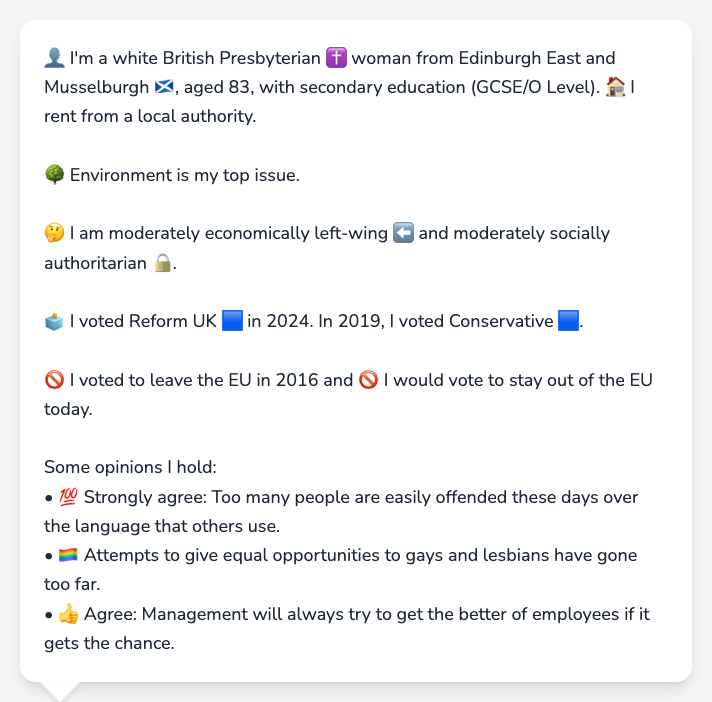 👤 I'm a white British Presbyterian ✝️ woman from Edinburgh East and
Musselburgh 🏴󠁧󠁢󠁳󠁣󠁴󠁿, aged 83, with secondary education (GCSE/O Level). 🏠 I
rent from a local authority.
🌳 Environment is my top issue.
🤔 I am moderately economically left-wing ⬅️ and moderately socially
authoritarian 🔒.
🗳️ I voted Reform UK 🟦 in 2024. In 2019, I voted Conservative 🟦.
🚫 I voted to leave the EU in 2016 and 🚫 I would vote to stay out of the EU
today.
Some opinions I hold:
• 💯 Strongly agree: Too many people are easily offended these days over
the language that others use.
• 🏳️‍🌈 Attempts to give equal opportunities to gays and lesbians have gone
too far.
• 👍 Agree: Management will always try to get the better of employees if it
gets the chance.